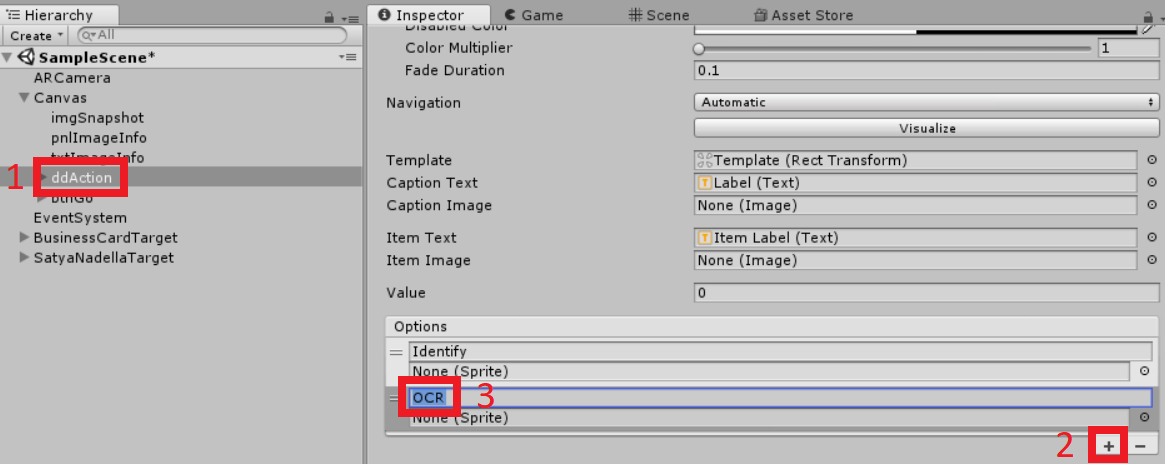 Hierarchy
Create
All
SampleScene*
ARCamera
Canvas
imgSnapshot
pnlImageInfo
txtImageInfo
1
ddAction
btnGo
EventSystem
BusinessCardTarget
SatyaNadellaTarget
Inspector Game Scene Asset Store
Disabled Color
Color Multiplier 1
Fade Duration 0.1
Navigation Automatic
Visualize
Template Template (Rect Transform)
Caption Text Label (Text)
Caption Image None (Image)
Item Text Item Label (Text)
Item Image None (Image)
Value 0
Options
Identify
None (Sprite)
OCR 3
None (Sprite)
2 + −